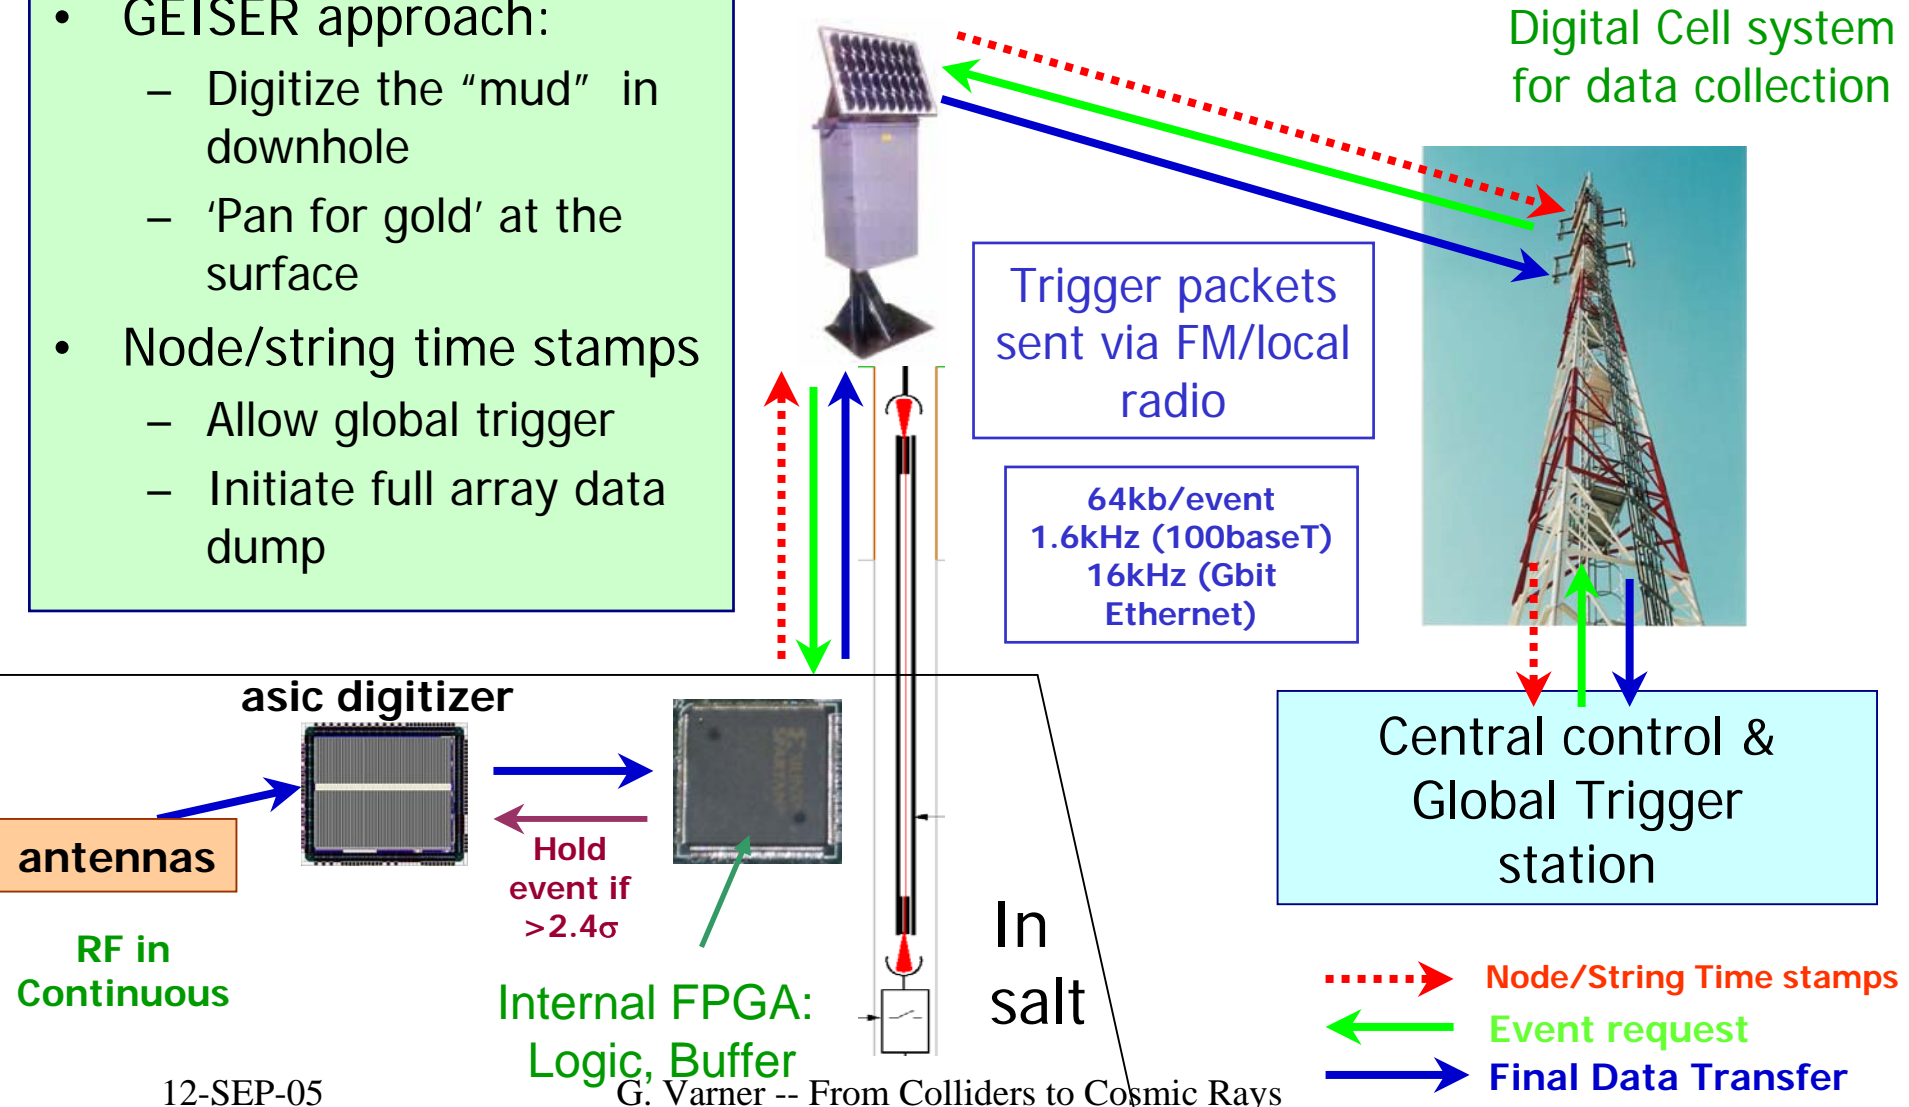 • GEISER approach:
– Digitize the “mud” in
downhole
– ‘Pan for gold’ at the
surface
• Node/string time stamps
– Allow global trigger
– Initiate full array data
dump
Digital Cell system
for data collection
Trigger packets
sent via FM/local
radio
64kb/event
1.6kHz (100baseT)
16kHz (Gbit
Ethernet)
asic digitizer
antennas
RF in
Continuous
Hold
event if
>2.4σ
Internal FPGA:
Logic, Buffer
In
salt
Central control &
Global Trigger
station
Node/String Time stamps
Event request
Final Data Transfer
12-SEP-05
G. Varner -- From Colliders to Cosmic Rays